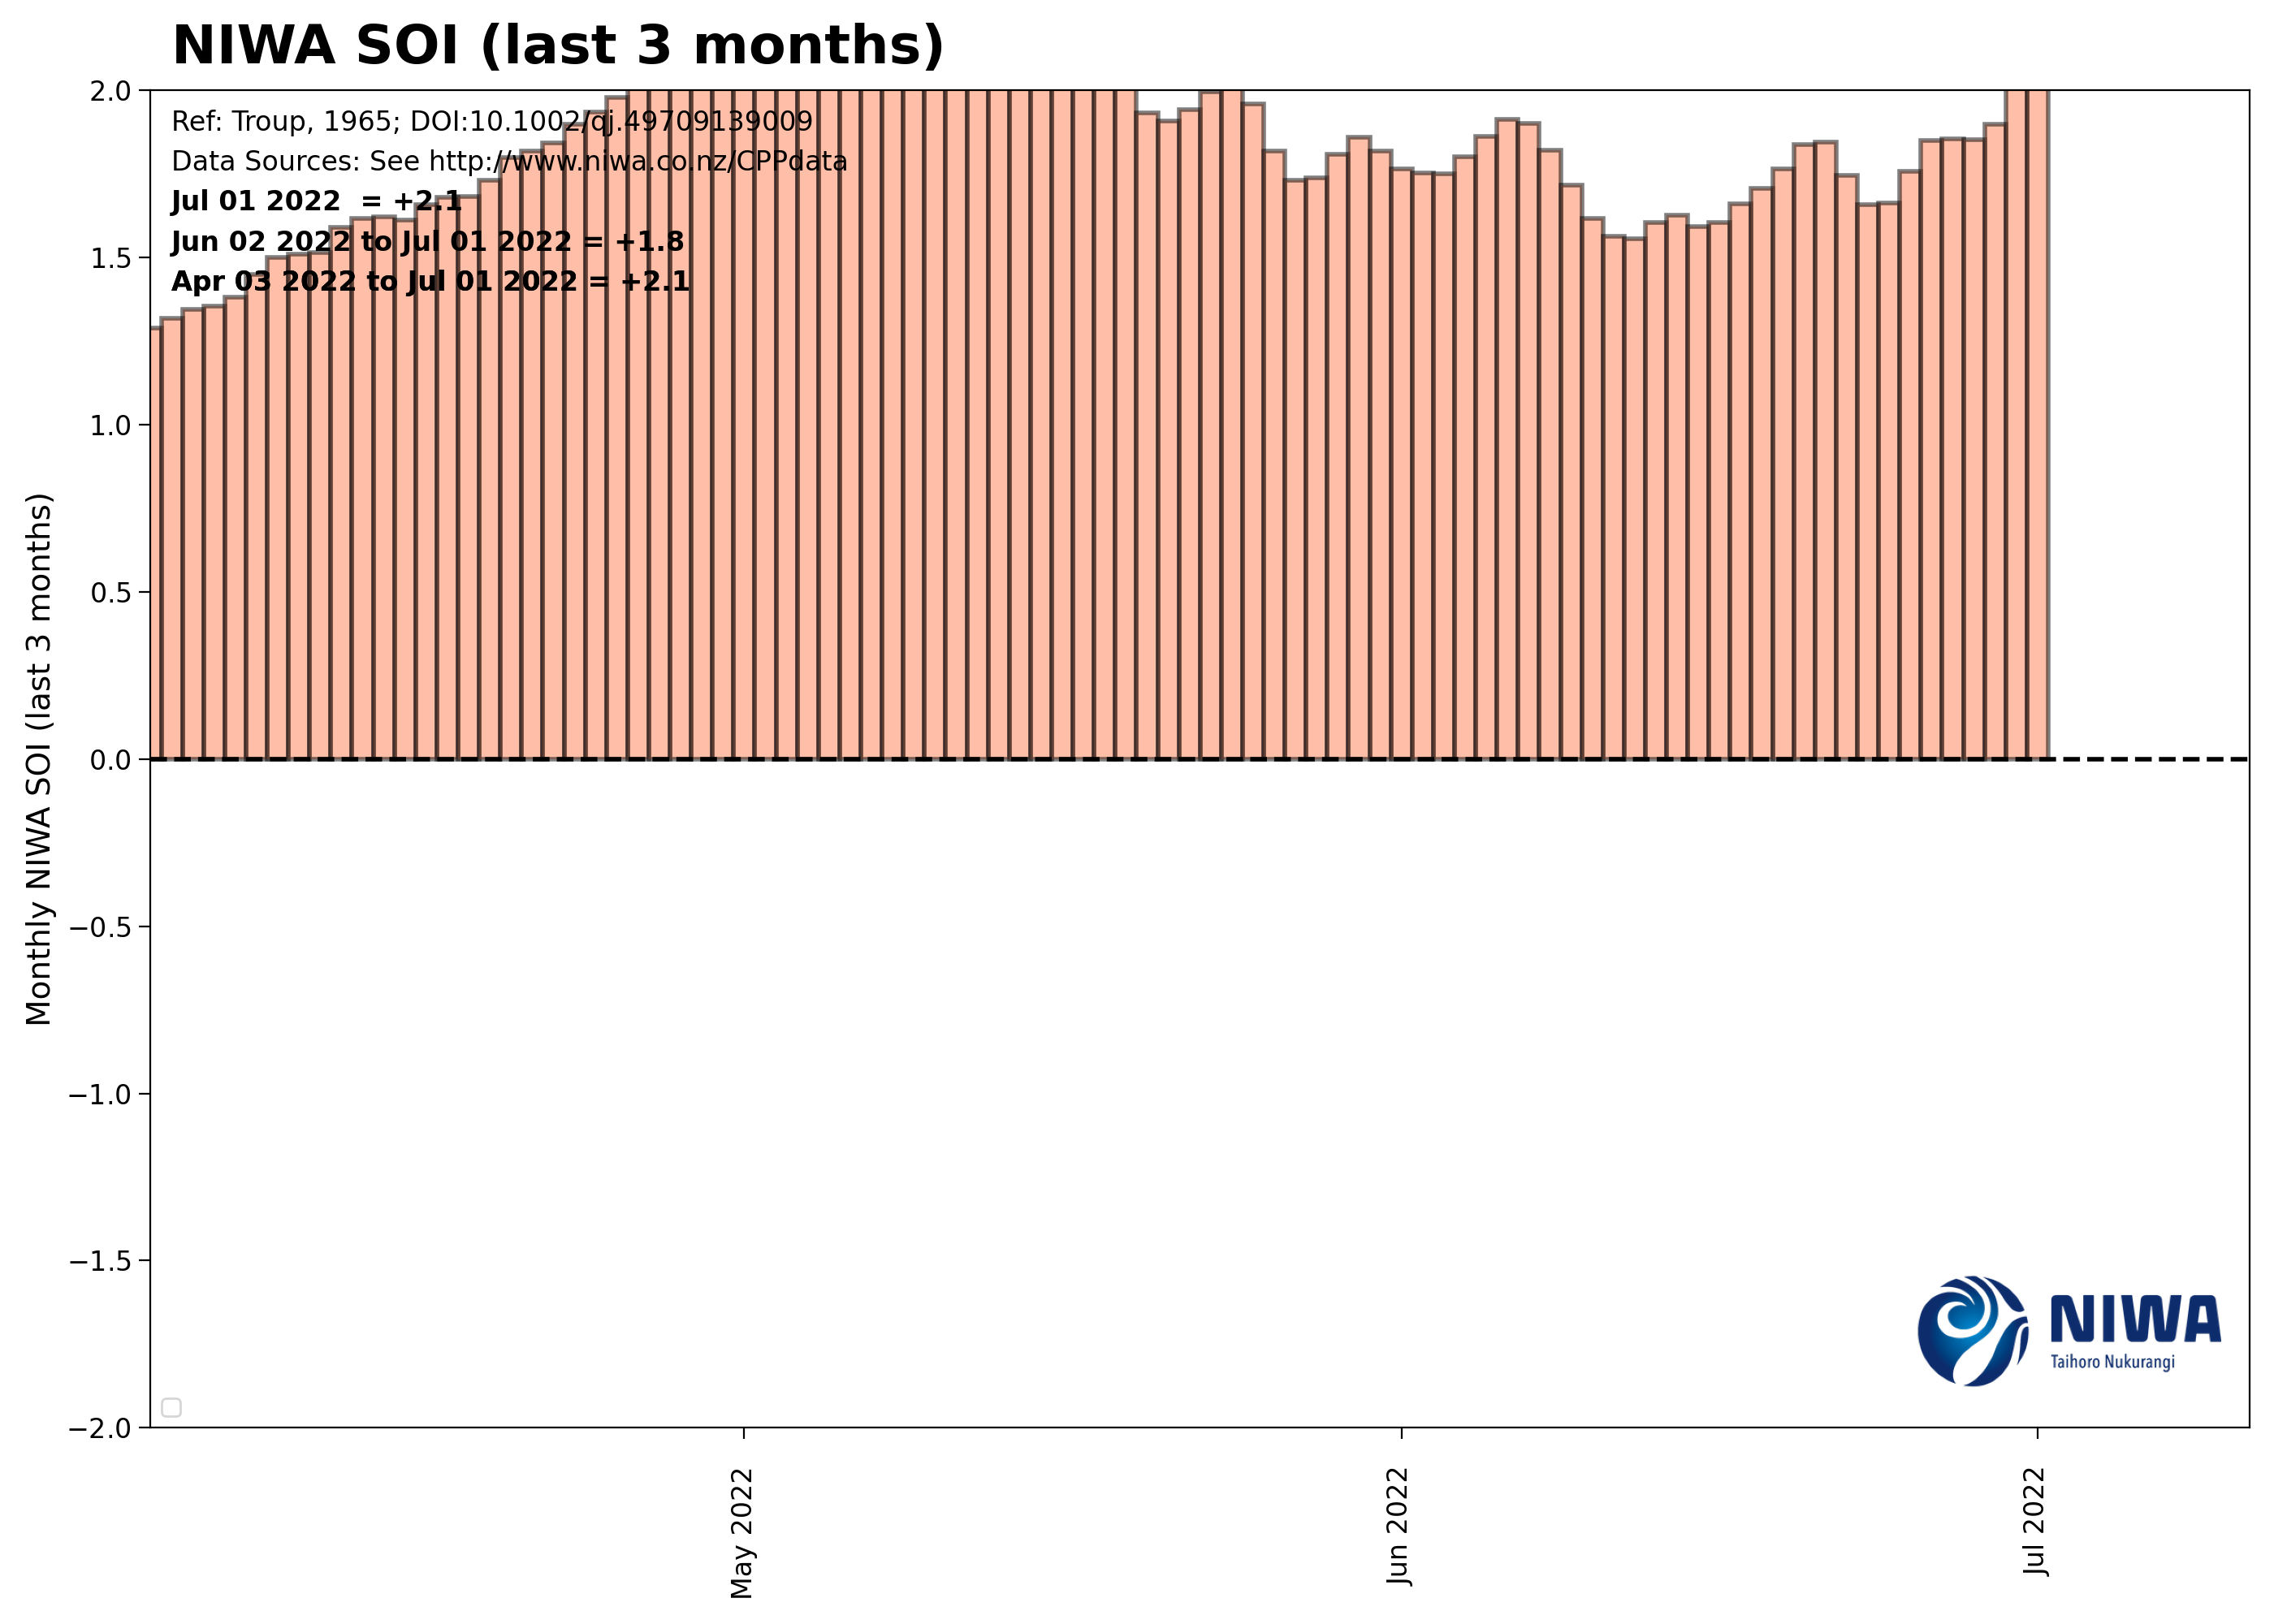 NIWA SOI (last 3 months)
Ref: Troup, 1965; DOI:10.1002/qj.49709139009
Data Sources: See http://www.niwa.co.nz/CPPdata
Jul 01 2022  = +2.1
Jun 02 2022 to Jul 01 2022 = +1.8
Apr 03 2022 to Jul 01 2022 = +2.1
Monthly NIWA SOI (last 3 months)
2.0
1.5
1.0
0.5
0.0
−0.5
−1.0
−1.5
−2.0
NIWA
Taihoro Nukurangi
May 2022
Jun 2022
Jul 2022